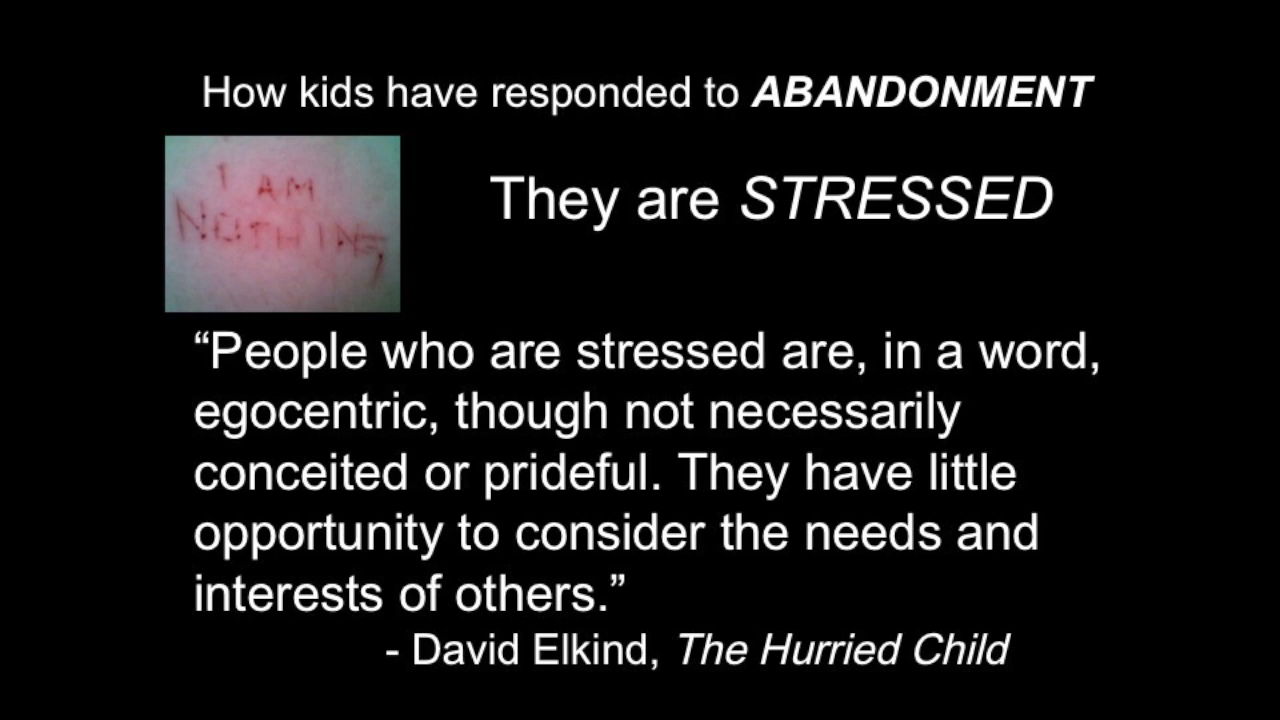 How kids have responded to ABANDONMENT
I AM
NOTHING
They are STRESSED
“People who are stressed are, in a word,
egocentric, though not necessarily
conceited or prideful. They have little
opportunity to consider the needs and
interests of others.”
- David Elkind, The Hurried Child